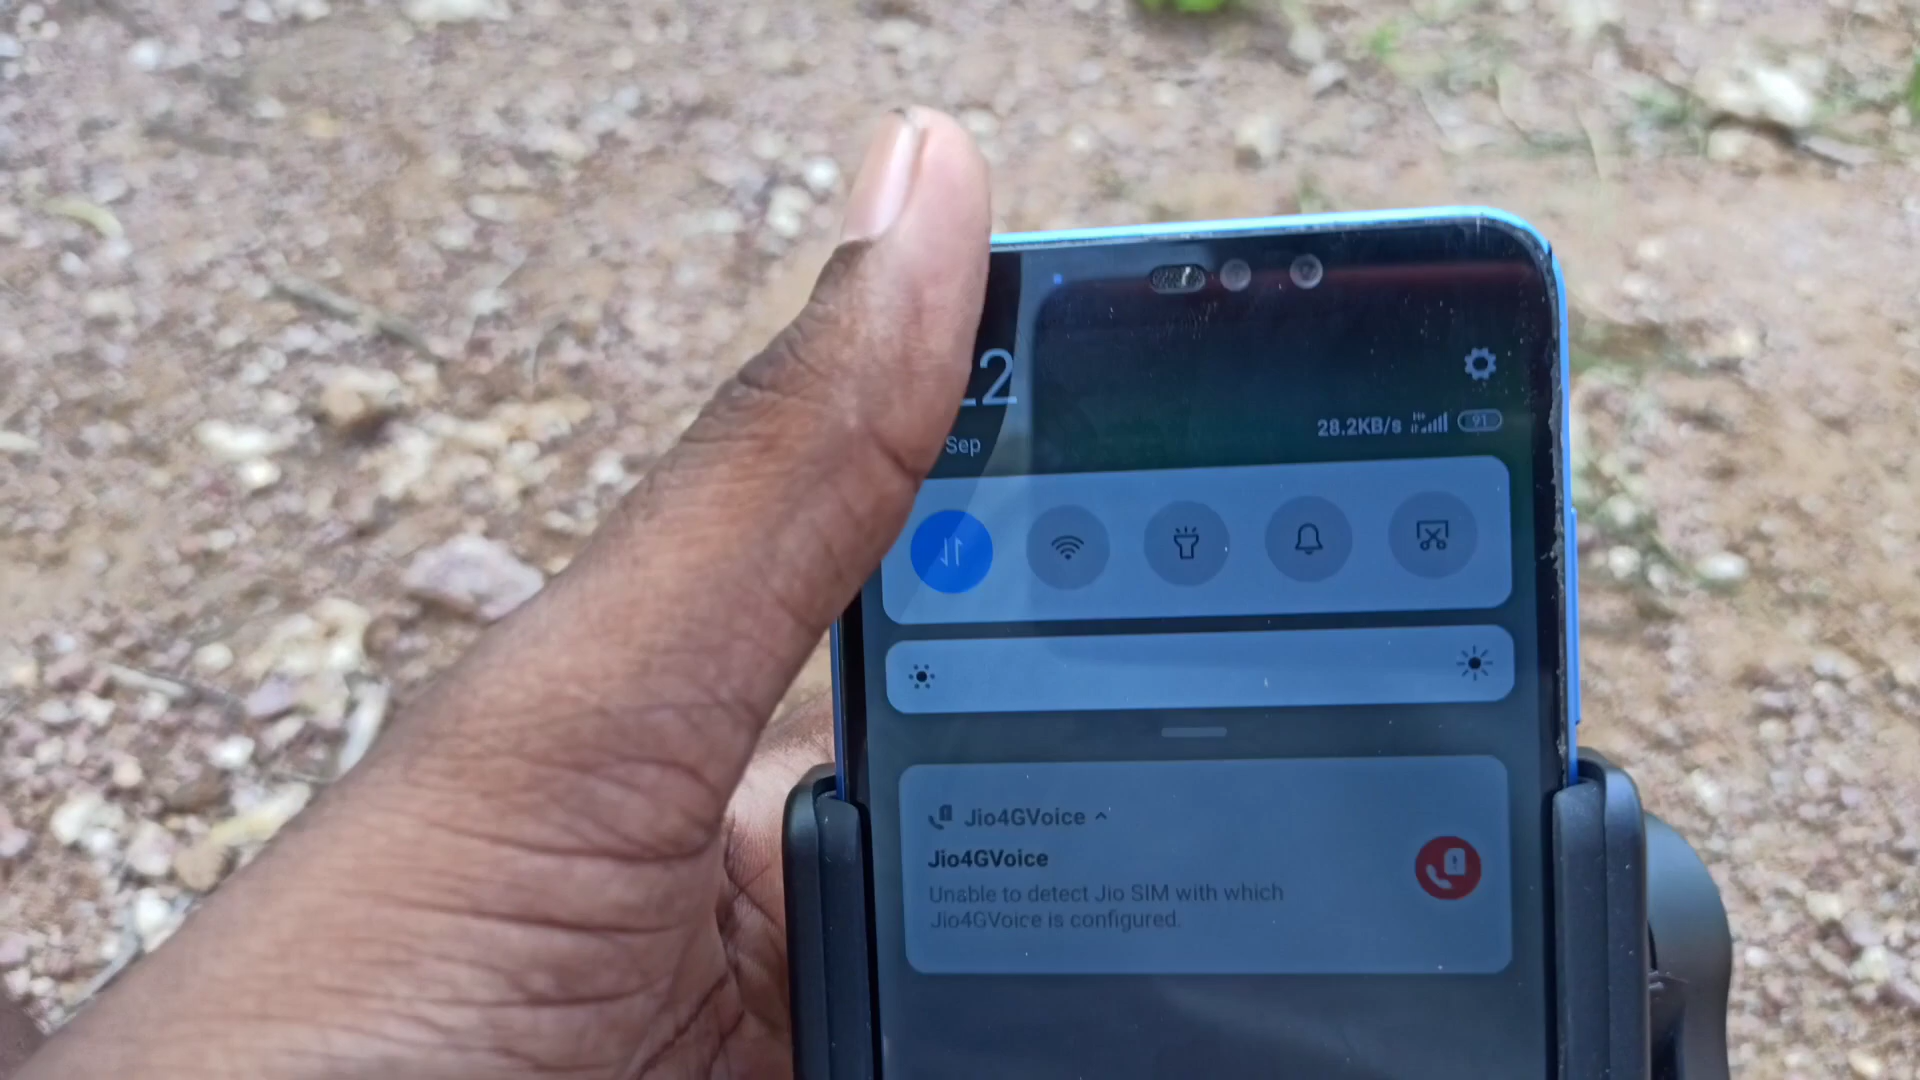 2
Sep
28.2KB/s 91
Jio4GVoice
Jio4GVoice
Unable to detect Jio SIM with which
Jio4GVoice is configured.